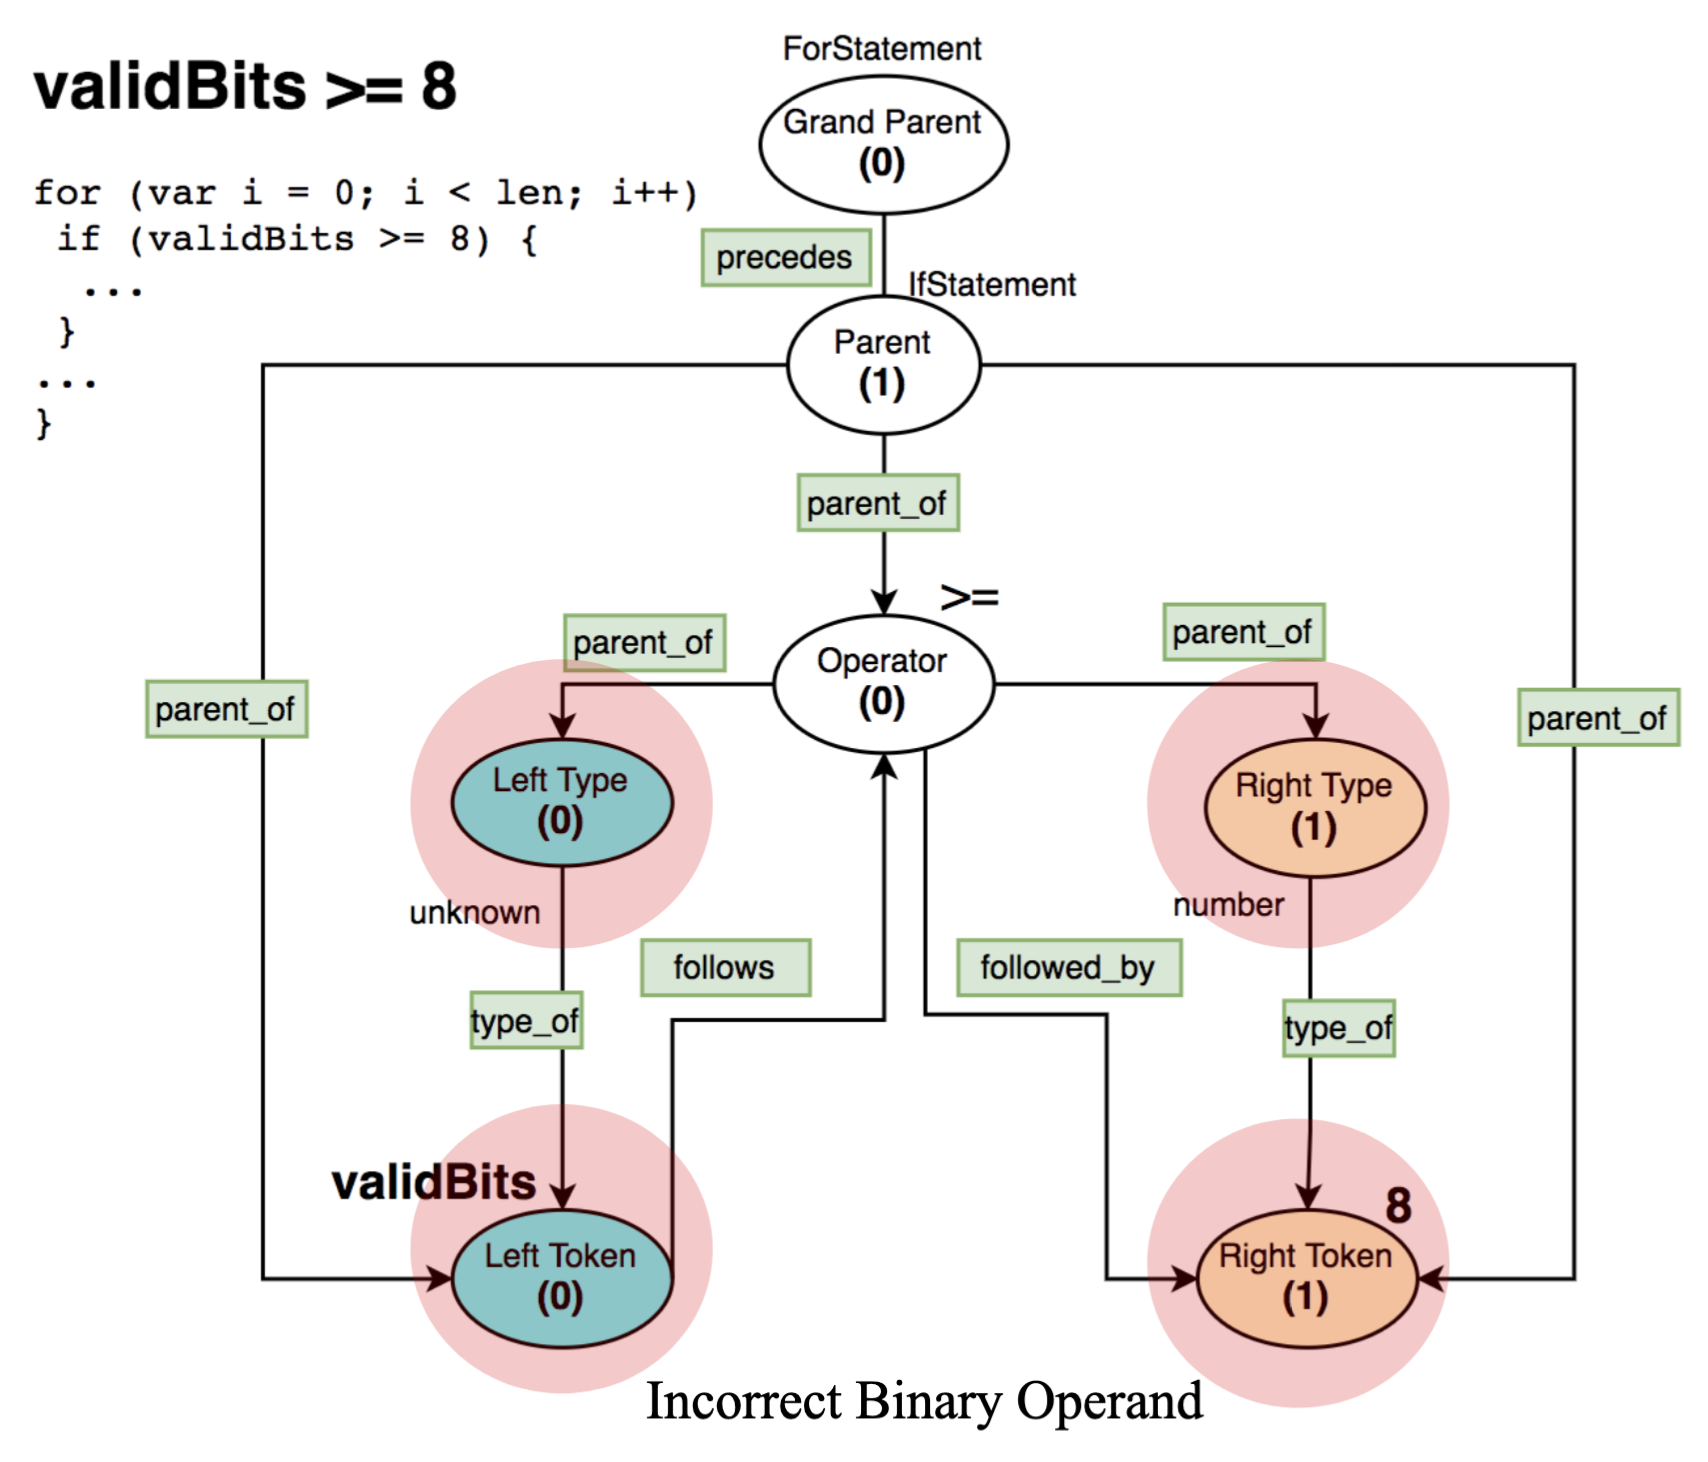 validBits >= 8
for (var i = 0; i < len; i++)
if (validBits >= 8) {
...
}
...
}
ForStatement
Grand Parent
(0)
precedes
IfStatement
Parent
(1)
parent_of
>=
parent_of
parent_of
Operator
(0)
parent_of
parent_of
Left Type
(0)
Right Type
(1)
unknown
number
follows
followed_by
type_of
type_of
validBits
8
Left Token
(0)
Right Token
(1)
Incorrect Binary Operand